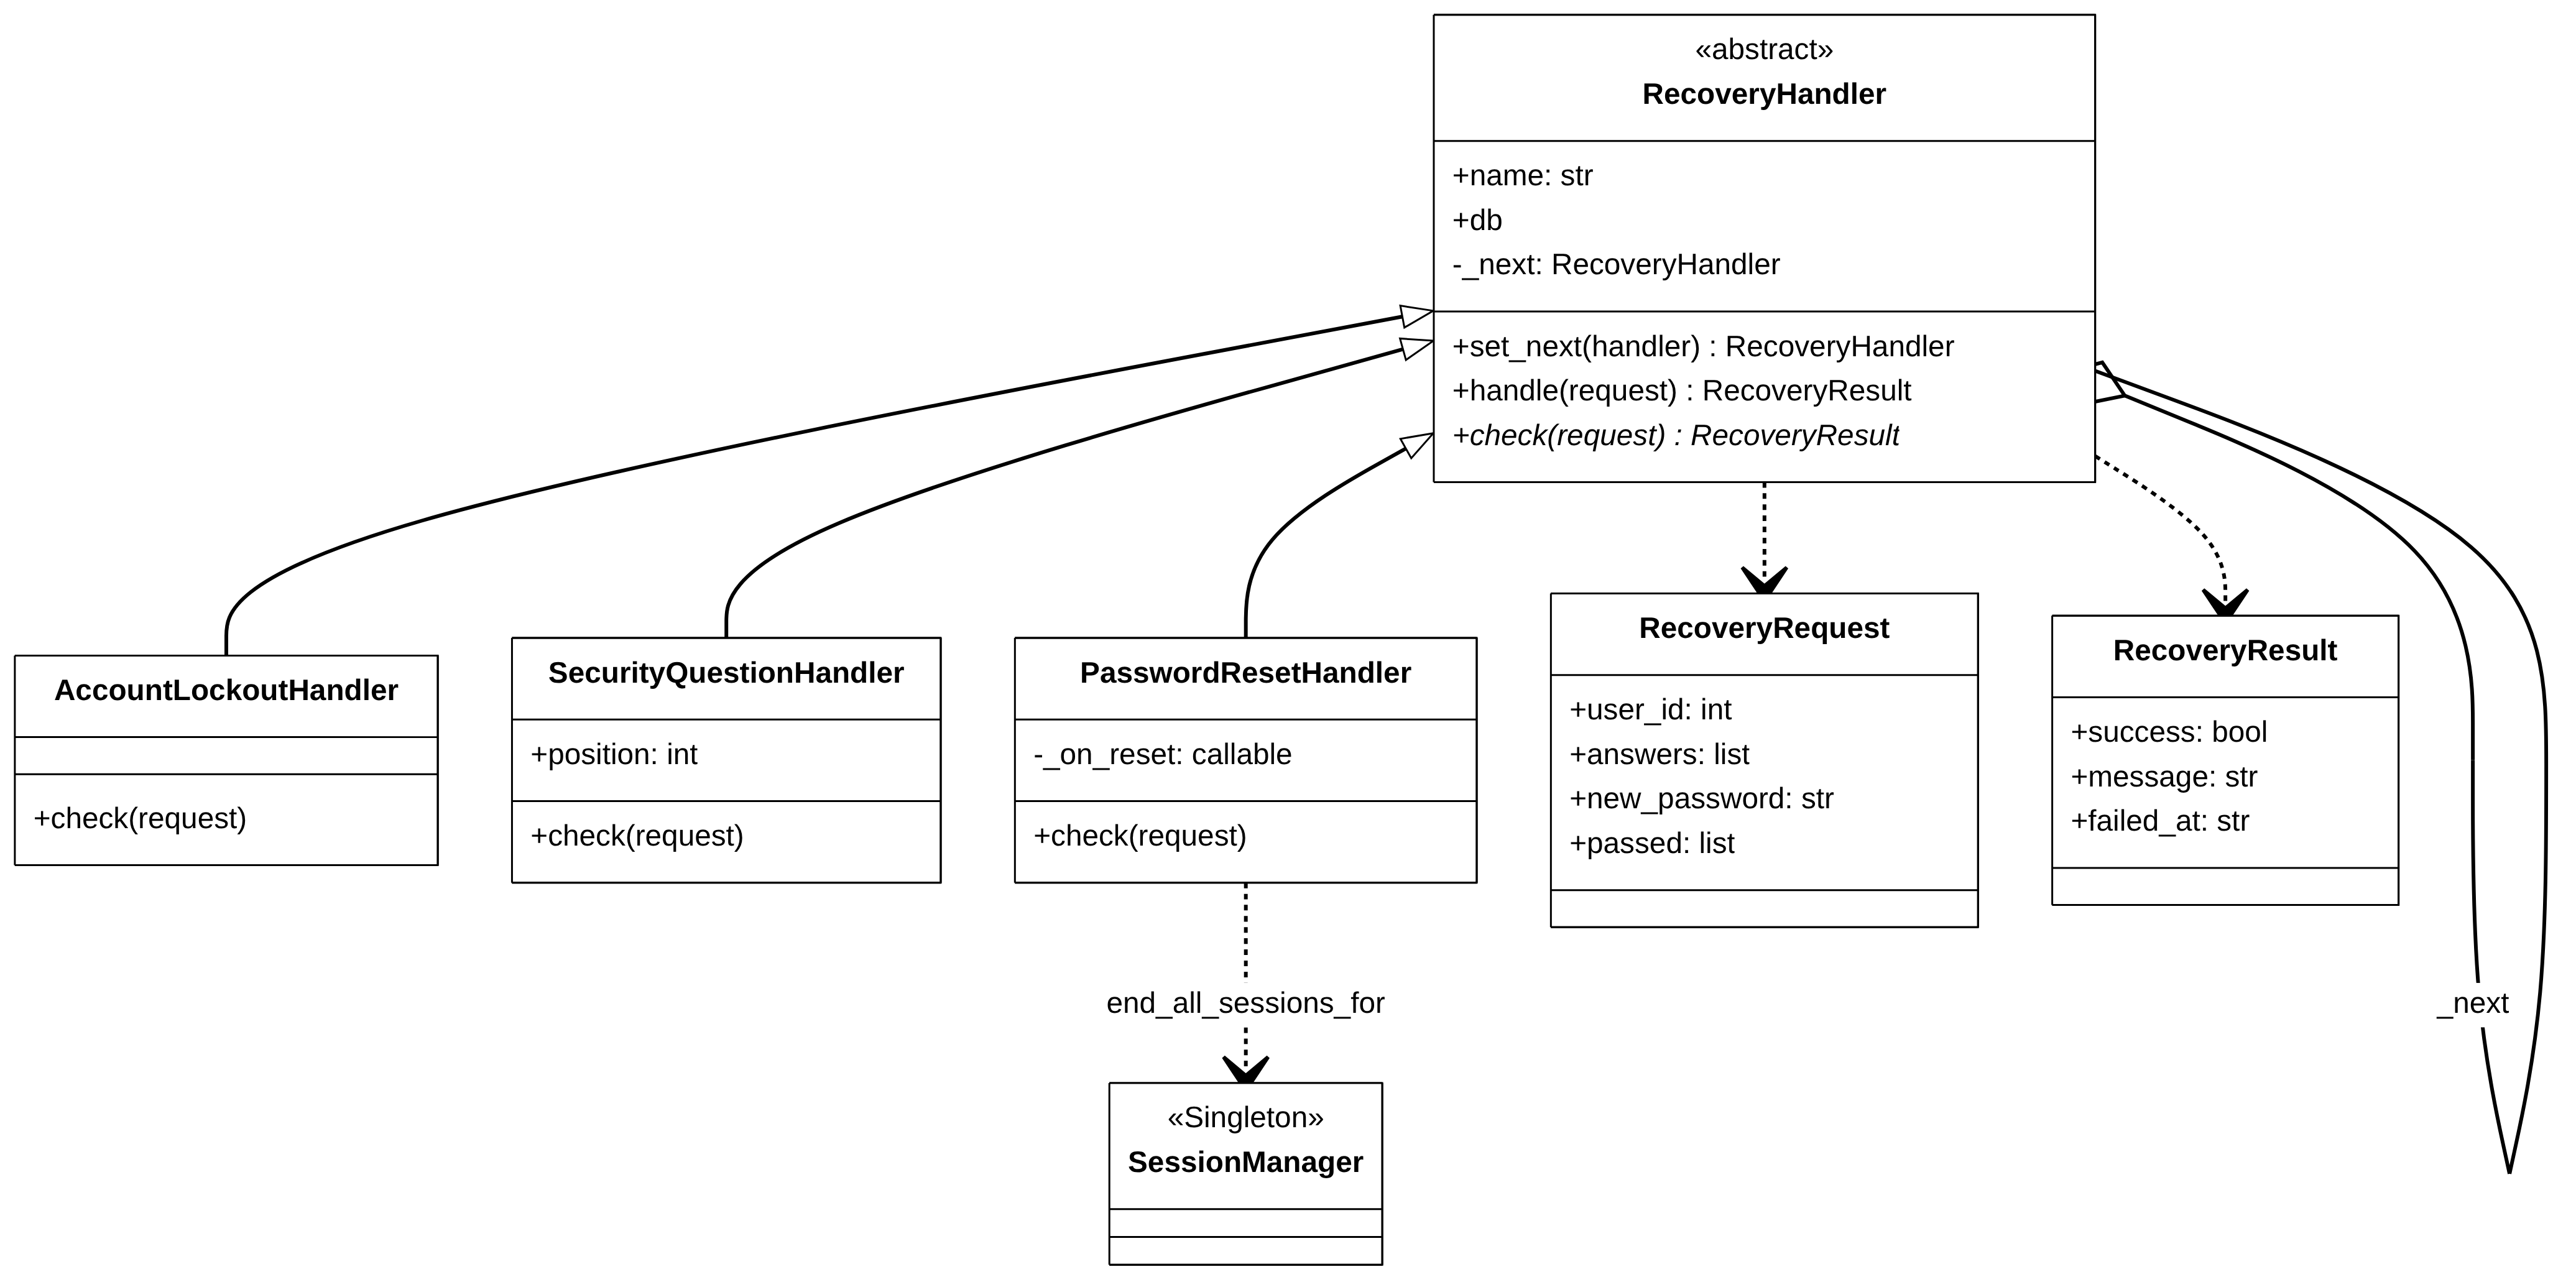 «abstract»
RecoveryHandler
+name: str
+db
-_next: RecoveryHandler
+set_next(handler) : RecoveryHandler
+handle(request) : RecoveryResult
+check(request) : RecoveryResult
AccountLockoutHandler
+check(request)
SecurityQuestionHandler
+position: int
+check(request)
PasswordResetHandler
-_on_reset: callable
+check(request)
RecoveryRequest
+user_id: int
+answers: list
+new_password: str
+passed: list
RecoveryResult
+success: bool
+message: str
+failed_at: str
end_all_sessions_for
_next
«Singleton»
SessionManager